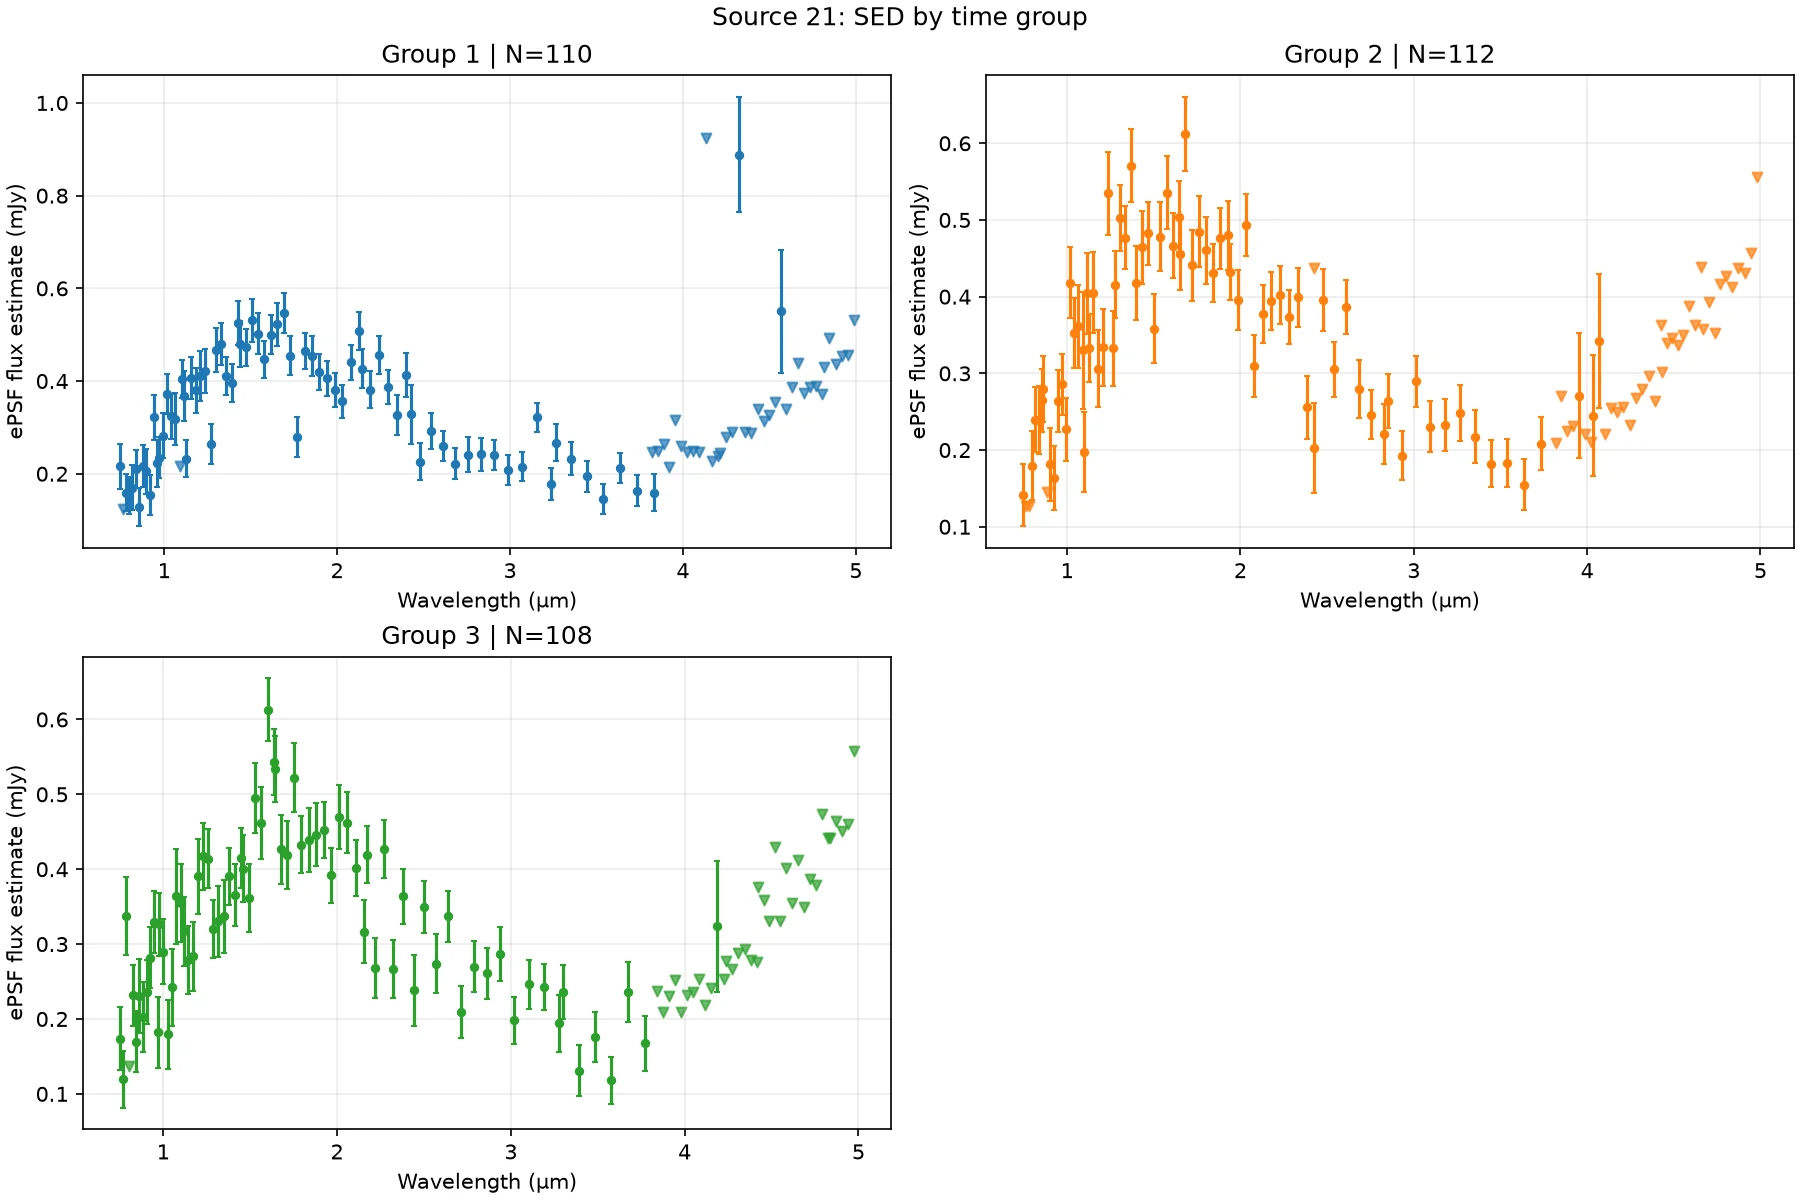 Source 21: SED by time group
Group 1 | N=110
ePSF flux estimate (mJy)
1.0
0.8
0.6
0.4
0.2
1 2 3 4 5
Wavelength (μm)
Group 2 | N=112
ePSF flux estimate (mJy)
0.6
0.5
0.4
0.3
0.2
0.1
1 2 3 4 5
Wavelength (μm)
Group 3 | N=108
ePSF flux estimate (mJy)
0.6
0.5
0.4
0.3
0.2
0.1
1 2 3 4 5
Wavelength (μm)